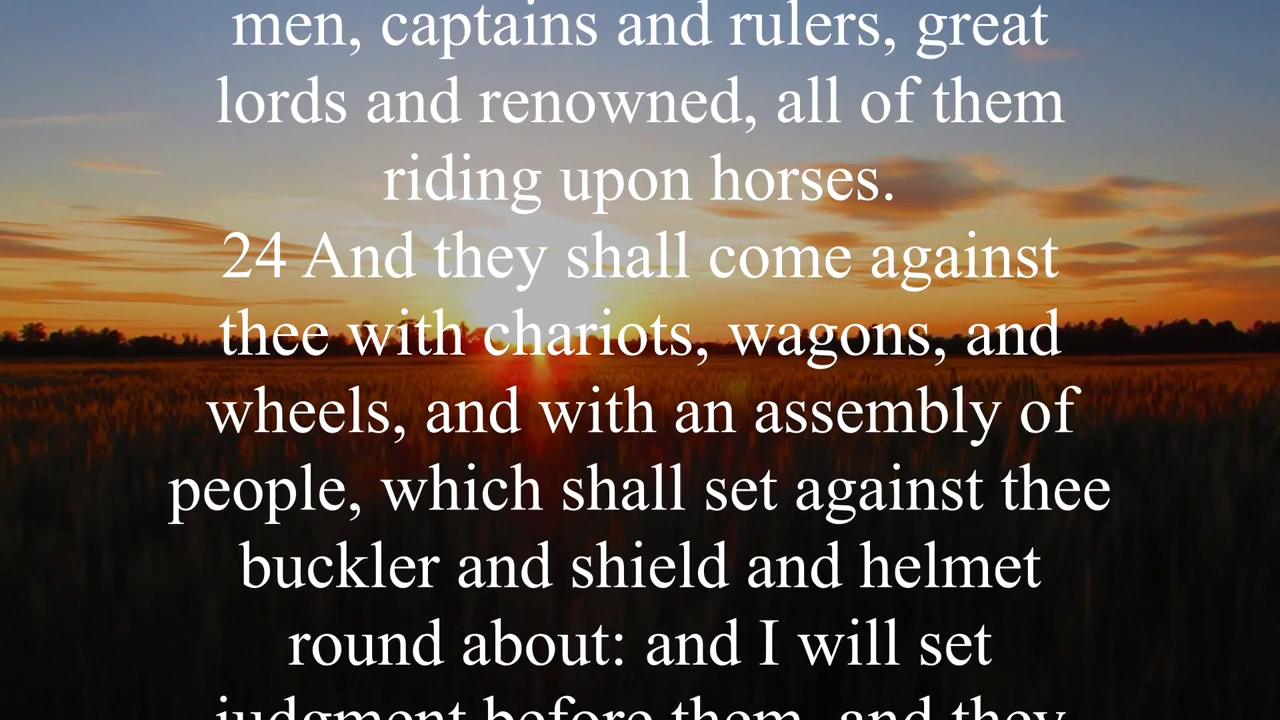 men, captains and rulers, great
lords and renowned, all of them
riding upon horses.
24 And they shall come against
thee with chariots, wagons, and
wheels, and with an assembly of
people, which shall set against thee
buckler and shield and helmet
round about: and I will set
judgment before them, and they